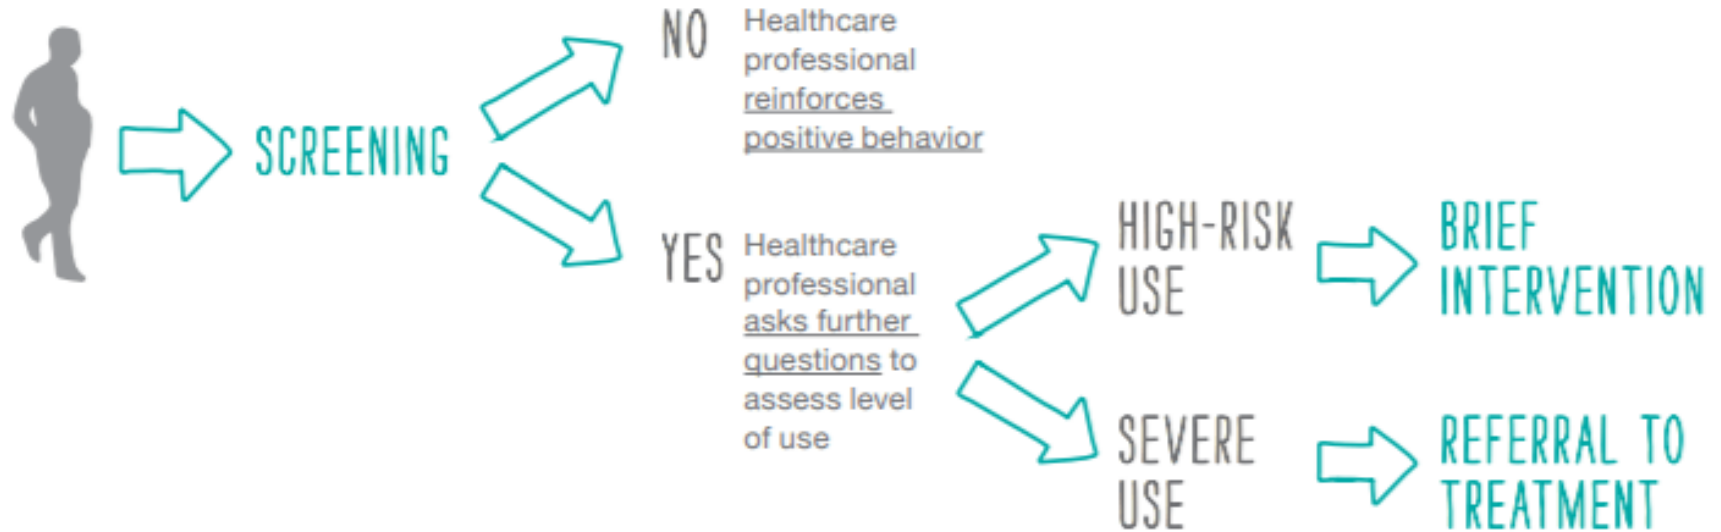 SCREENING
NO
Healthcare
professional
reinforces
positive behavior
YES
Healthcare
professional
asks further
questions to
assess level
of use
HIGH-RISK
USE
BRIEF
INTERVENTION
SEVERE
USE
REFERRAL TO
TREATMENT